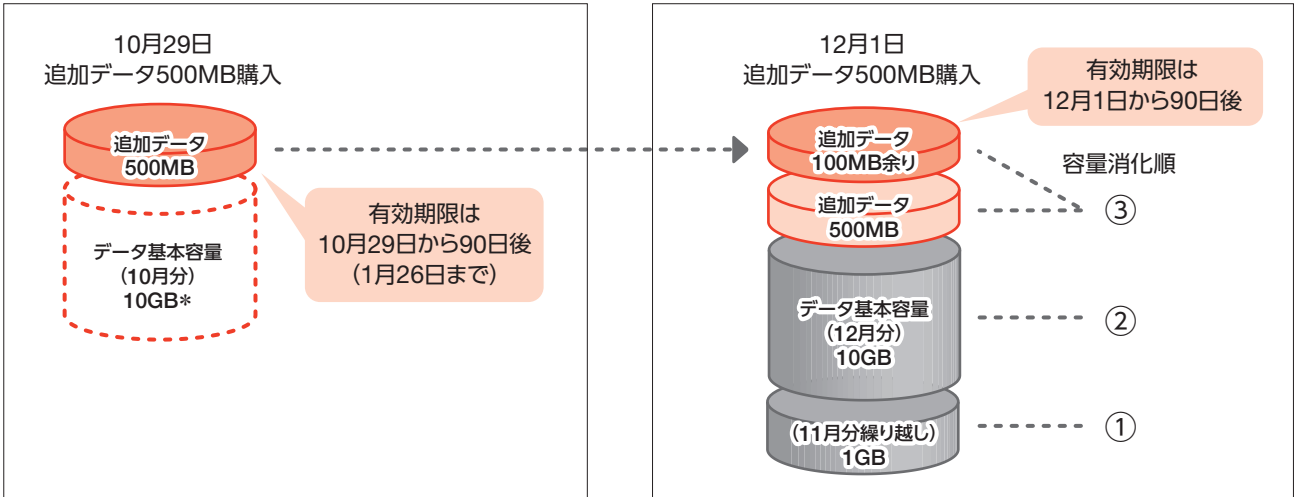 10月29日
追加データ500MB購入
追加データ
500MB
データ基本容量
（10月分）
10GB*
有効期限は
10月29日から90日後
（1月26日まで）
12月1日
追加データ500MB購入
有効期限は
12月1日から90日後
追加データ
100MB余り
容量消化順
追加データ
500MB
③
データ基本容量
（12月分）
10GB
②
（11月分繰り越し）
1GB
①